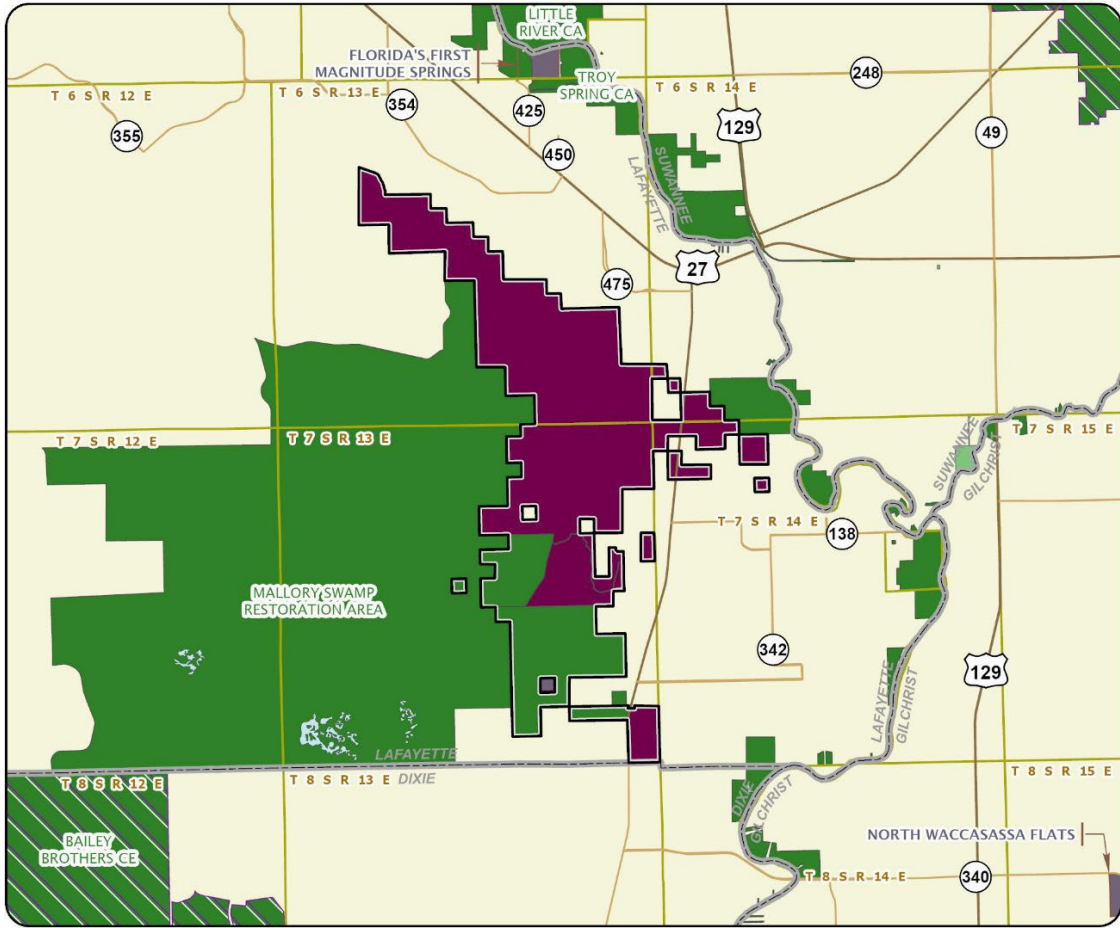 LITTLE
RIVER CA
FLORIDA'S FIRST
MAGNITUDE SPRINGS
TROY
SPRING CA
248
T 6 S R 12 E
T 6 S R 13 E
T 6 S R 14 E
354
425
355
129
49
450
SUWANNEE
LAFAYETTE
27
475
T 7 S R 12 E
T 7 S R 13 E
T 7 S R 15 E
SUWANNEE
GILCHRIST
T 7 S R 14 E
138
MALLORY SWAMP
RESTORATION AREA
342
129
LAFAYETTE
GILCHRIST
LAFAYETTE
DIXIE
T 8 S R 12 E
T 8 S R 13 E
T 8 S R 15 E
DIXIE
GILCHRIST
BAILEY
BROTHERS CE
NORTH WACCASASSA FLATS
T 8 S R 14 E
340